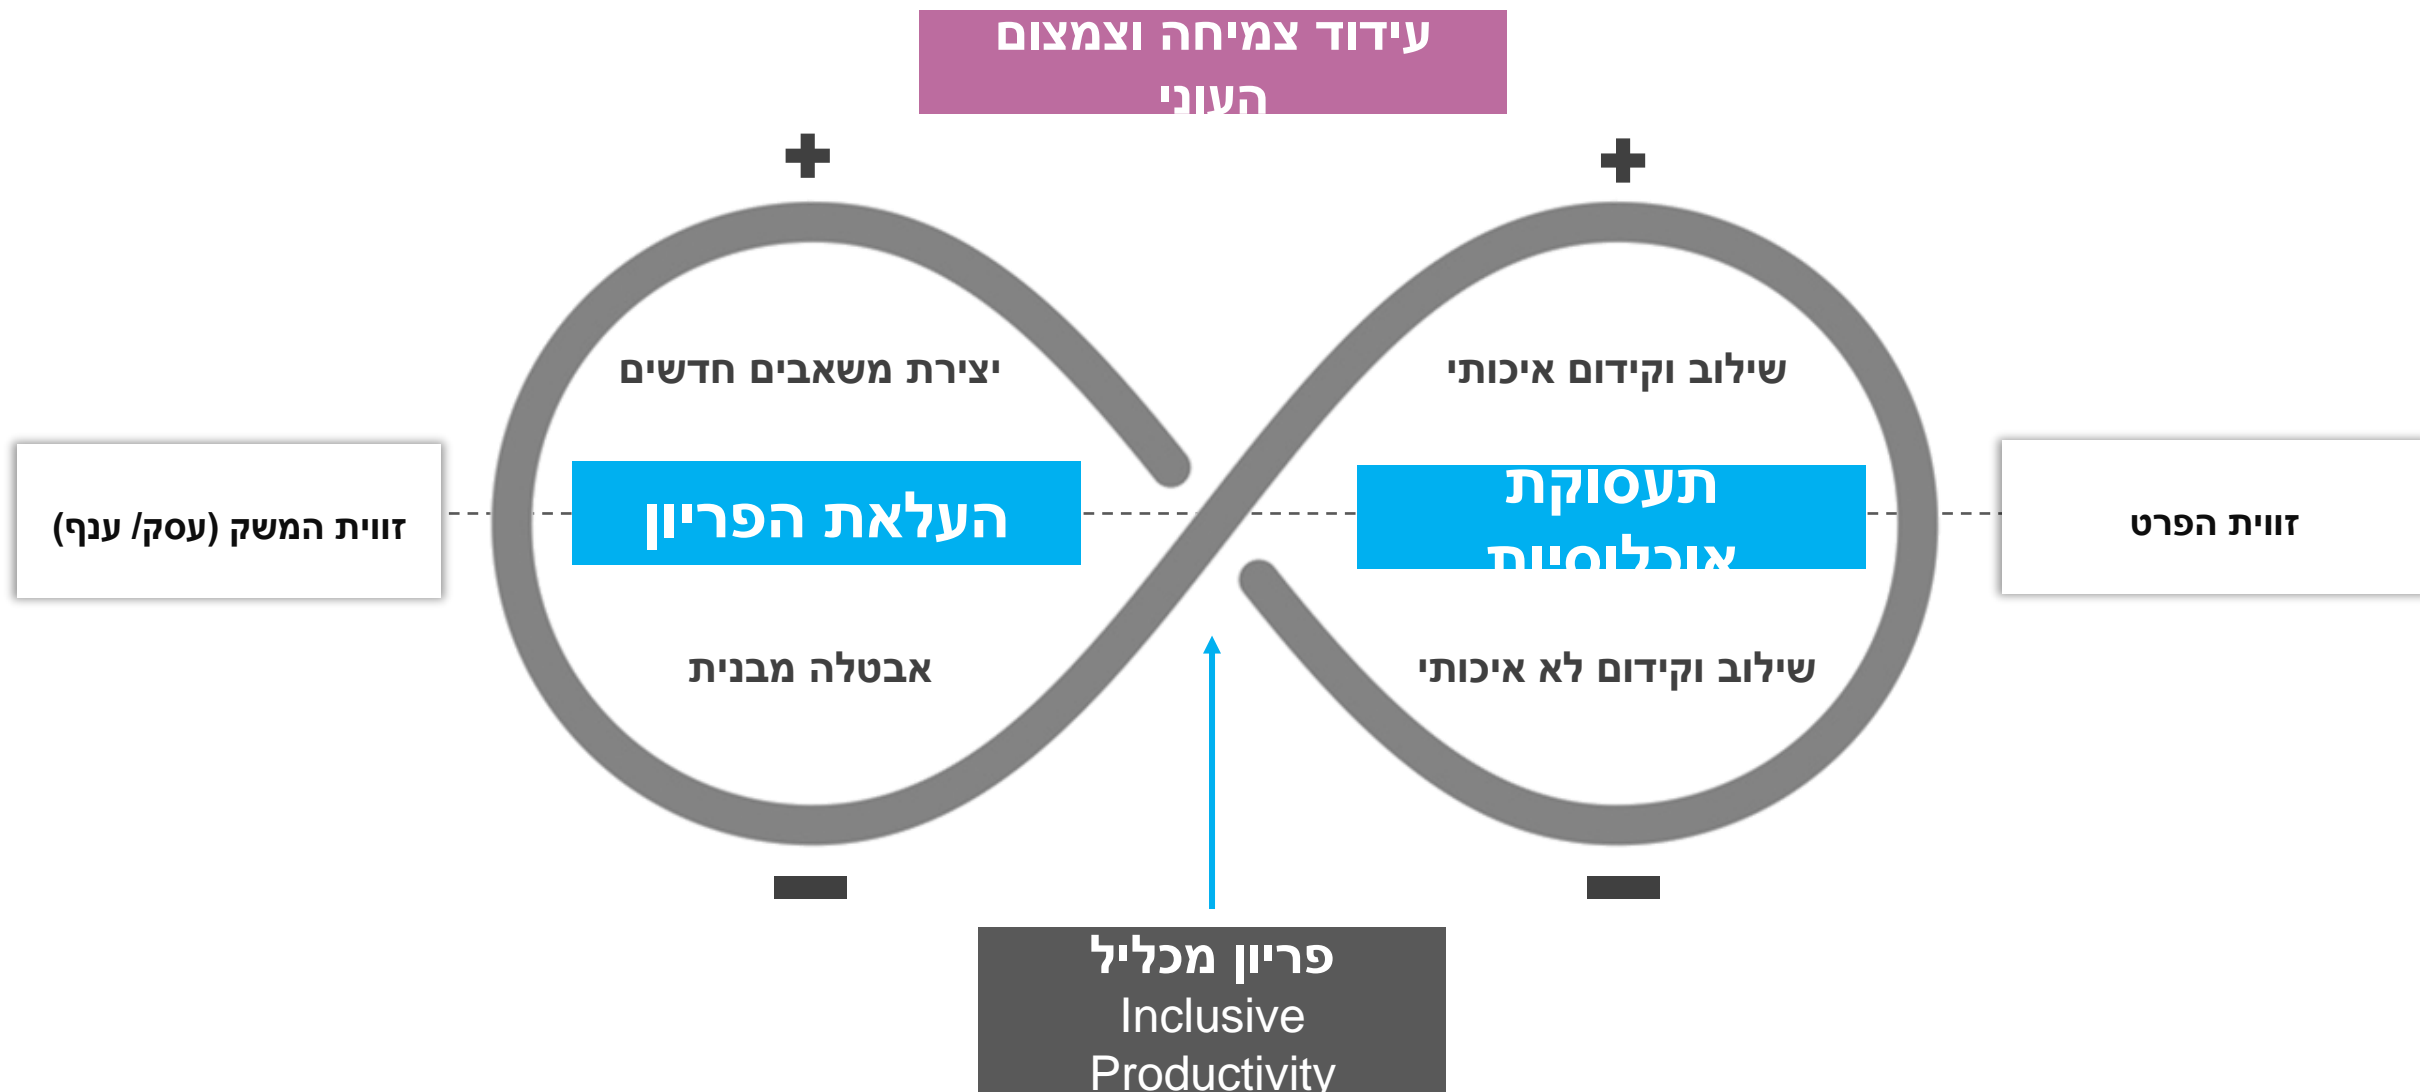 עידוד צמיחה וצמצום
העוני
+
+
שילוב וקידום איכותי
יצירת משאבים חדשים
זווית הפרט
תעסוקת
אוכלוסיות
העלאת הפריון
זווית המשק (עסק/ ענף)
שילוב וקידום לא איכותי
אבטלה מבנית
פריון מכליל
Inclusive
Productivity